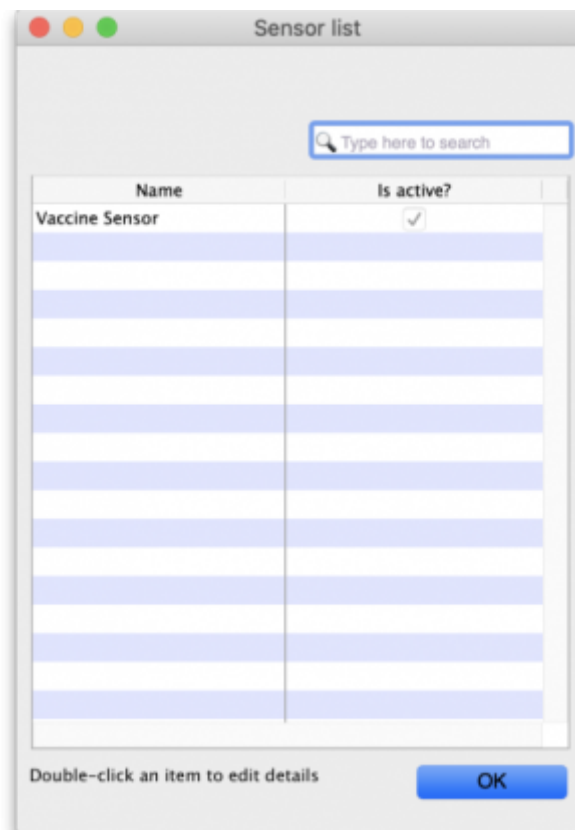 Sensor list
Type here to search
Name Is active?
Vaccine Sensor
Double-click an item to edit details
OK